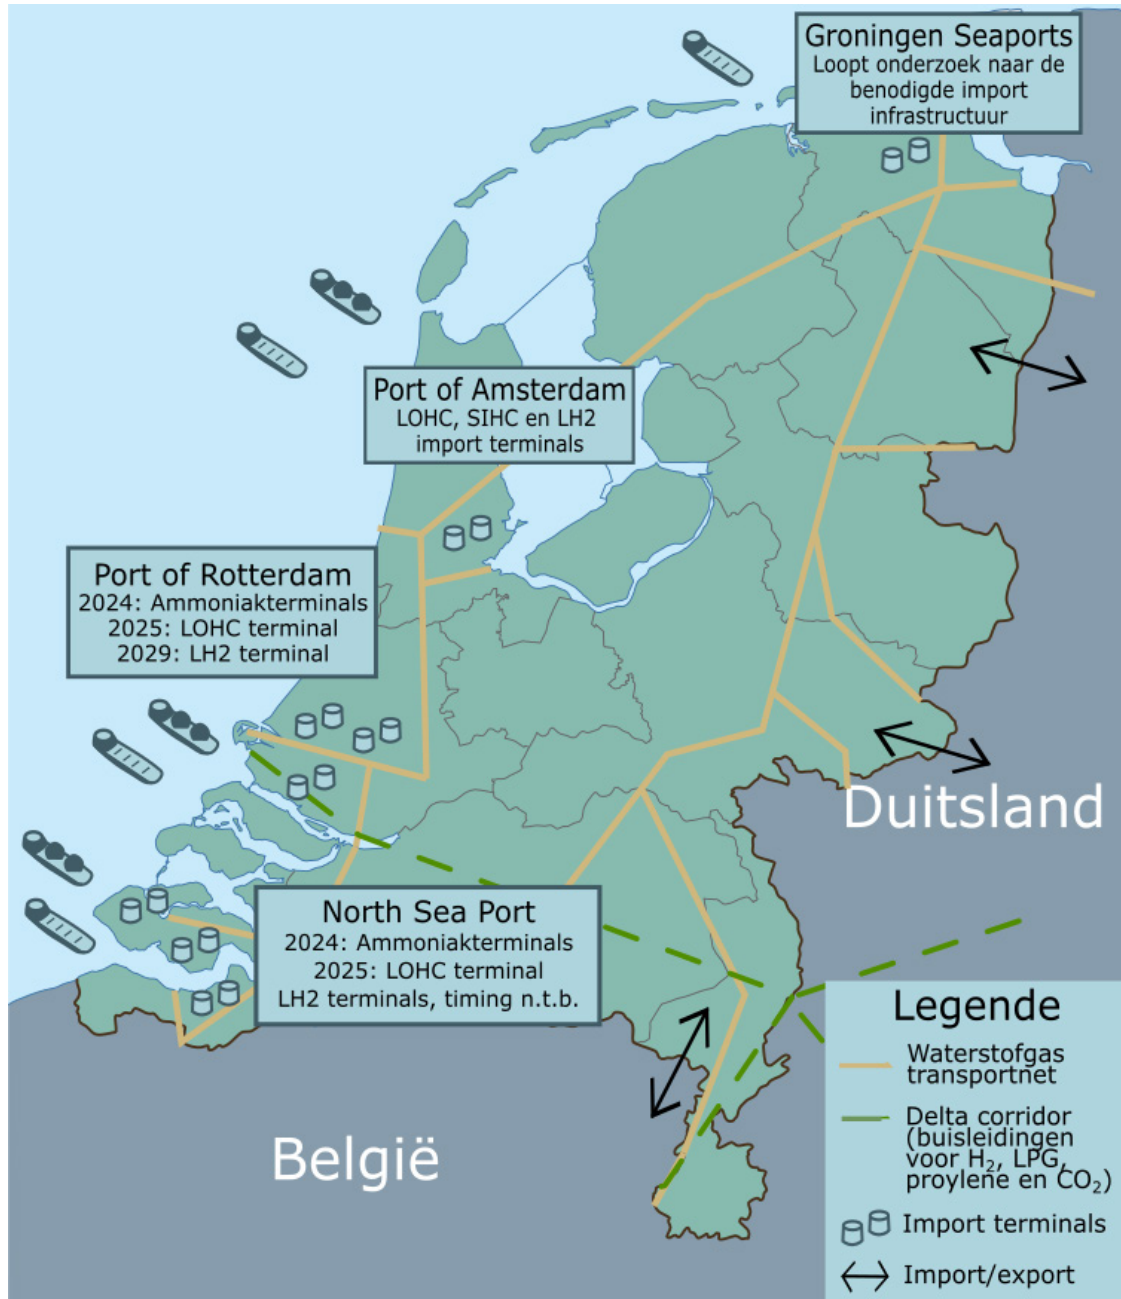 Groningen Seaports
Loopt onderzoek naar de
benodigde import
infrastructuur
Port of Amsterdam
LOHC, SIHC en LH2
import terminals
Port of Rotterdam
2024: Ammoniakterminals
2025: LOHC terminal
2029: LH2 terminal
Duitsland
North Sea Port
2024: Ammoniakterminals
2025: LOHC terminal
LH2 terminals, timing n.t.b.
België
Legende
Waterstofgas
transportnet
Delta corridor
(buisleidingen
voor H₂, LPG,
proylene en CO₂)
Import terminals
Import/export